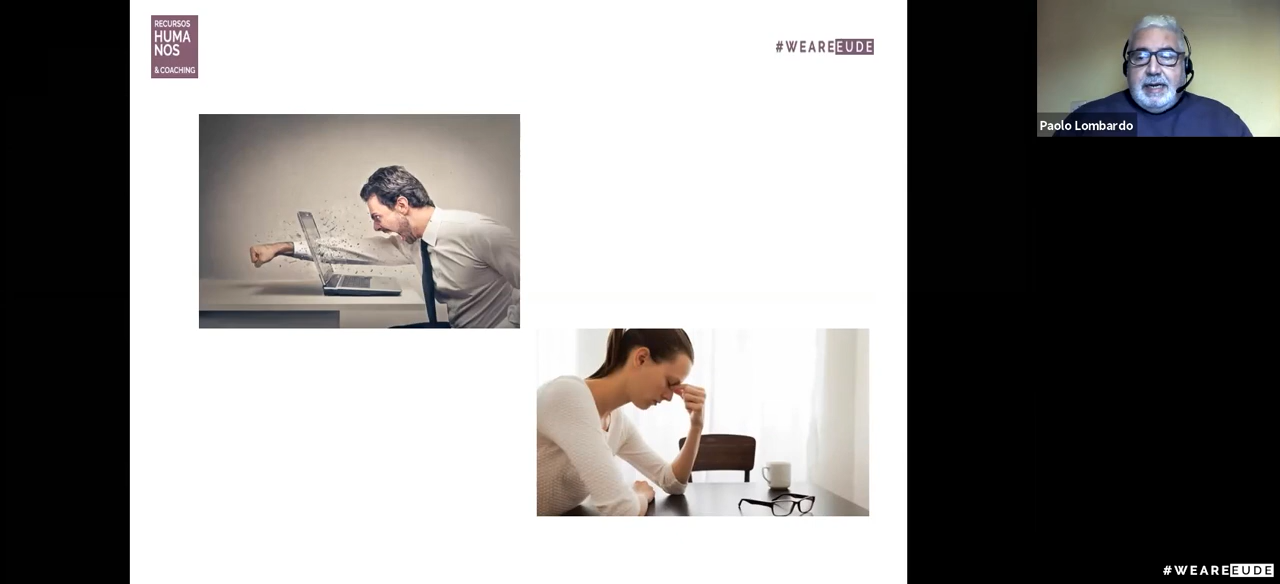 RECURSOS
HUMA
NOS
& COACHING
#WEAREEUDE
Paolo Lombardo
#WEAREEUDE